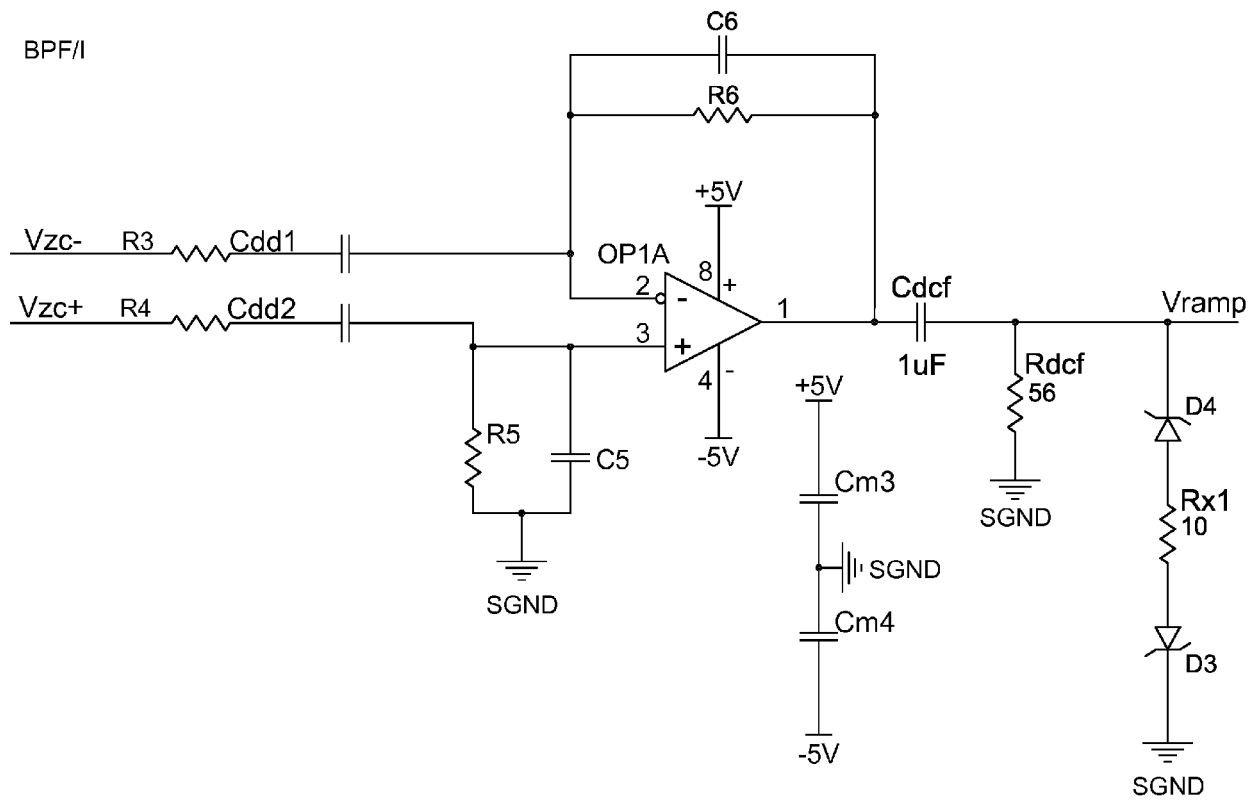 BPF/I
C6
R6
+5V
Vzc- R3 Cdd1
OP1A
8 +
2 -
Vzc+ R4 Cdd2
3 +
1
4 -
-5V
Cdcf
1uF
Vramp
R5
C5
SGND
+5V
Cm3
SGND
Cm4
-5V
Rdcf
56
SGND
D4
Rx1
10
D3
SGND